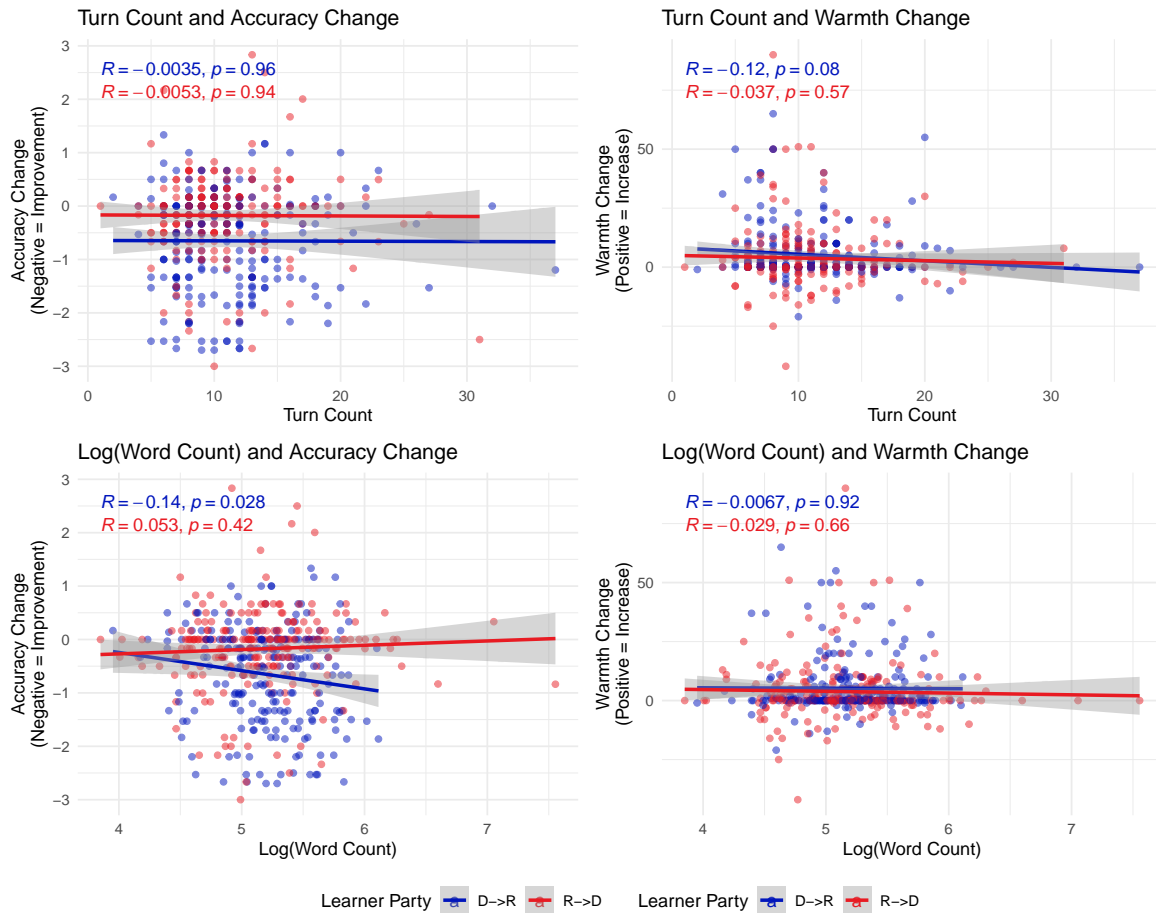 Turn Count and Accuracy Change
R = −0.0035, p = 0.96
R = −0.0053, p = 0.94
Accuracy Change
(Negative = Improvement)
3
2
1
0
−1
−2
−3
0 10 20 30
Turn Count
Turn Count and Warmth Change
R = −0.12, p = 0.08
R = −0.037, p = 0.57
Warmth Change
(Positive = Increase)
50
0
0 10 20 30
Turn Count
Log(Word Count) and Accuracy Change
R = −0.14, p = 0.028
R = 0.053, p = 0.42
Accuracy Change
(Negative = Improvement)
3
2
1
0
−1
−2
−3
4 5 6 7
Log(Word Count)
Log(Word Count) and Warmth Change
R = −0.0067, p = 0.92
R = −0.029, p = 0.66
Warmth Change
(Positive = Increase)
50
0
4 5 6 7
Log(Word Count)
Learner Party a D−>R a R−>D
Learner Party a D−>R a R−>D